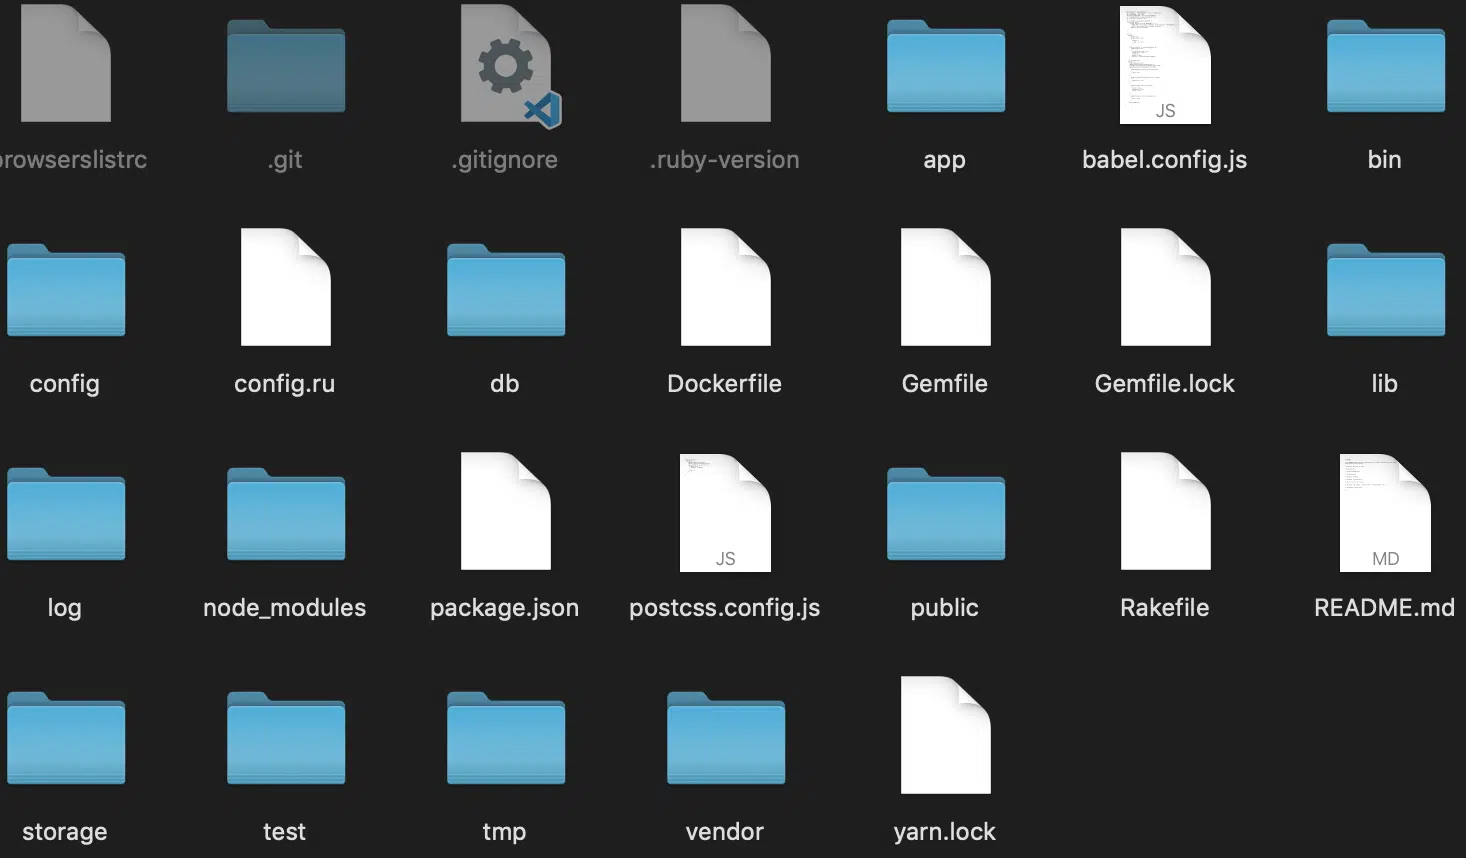 rowserslistrc .git .gitignore .ruby-version app babel.config.js bin
JS
config config.ru db Dockerfile Gemfile Gemfile.lock lib
JS MD
log node_modules package.json postcss.config.js public Rakefile README.md
storage test tmp vendor yarn.lock